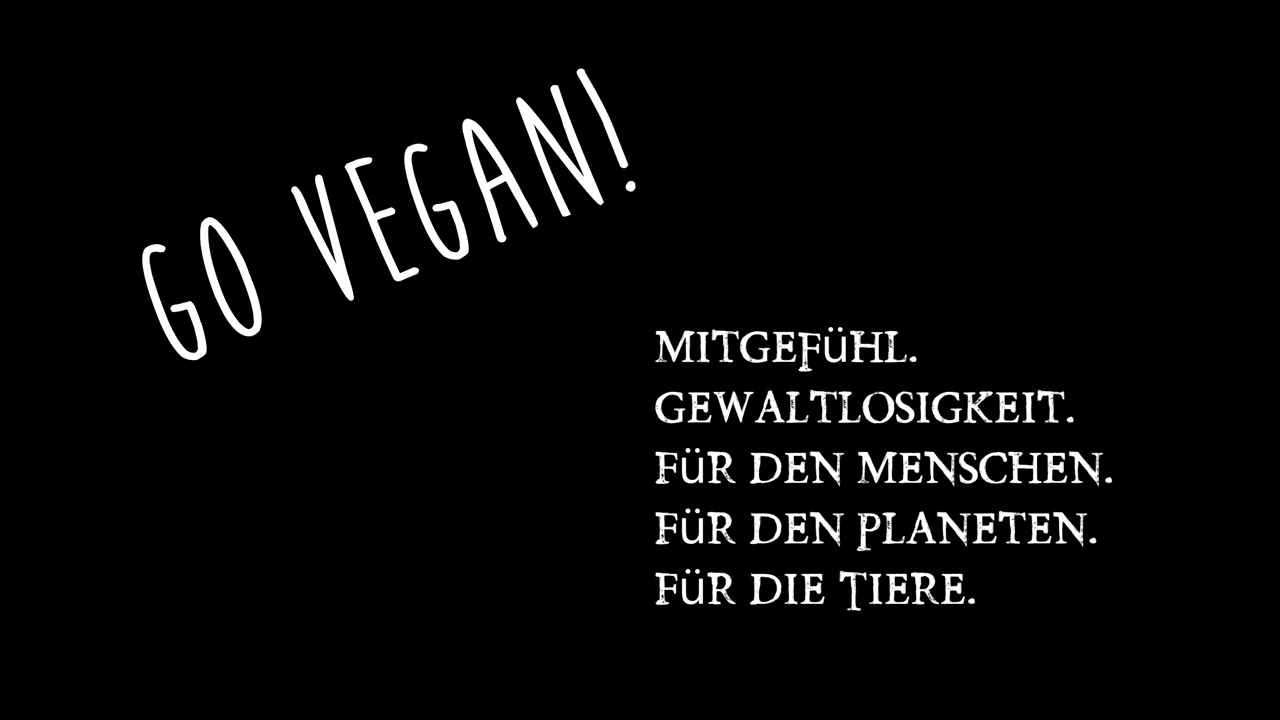 GO VEGAN!
MITGEFÜHL.
GEWALTLOSIGKEIT.
FÜR DEN MENSCHEN.
FÜR DEN PLANETEN.
FÜR DIE TIERE.